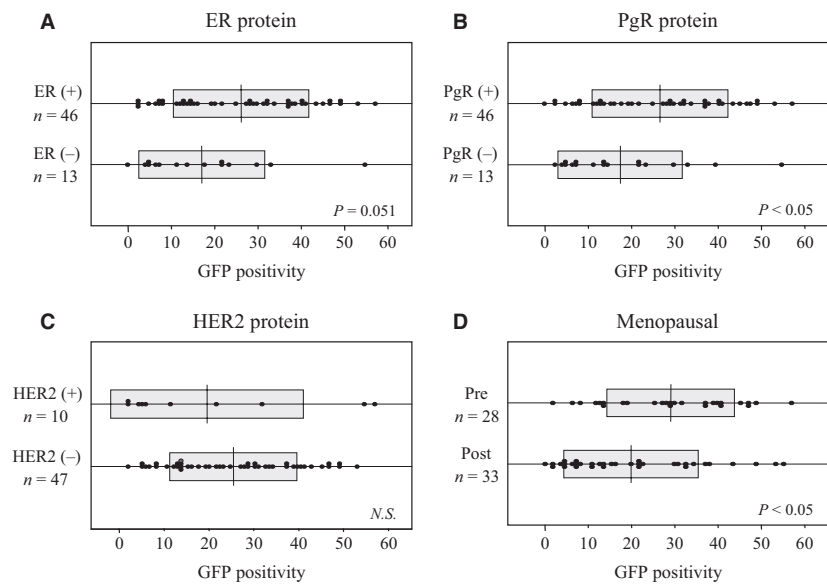 A ER protein
ER (+)
n = 46
ER (–)
n = 13
P = 0.051
0 10 20 30 40 50 60
GFP positivity
B PgR protein
PgR (+)
n = 46
PgR (–)
n = 13
P < 0.05
0 10 20 30 40 50 60
GFP positivity
C HER2 protein
HER2 (+)
n = 10
HER2 (–)
n = 47
N.S.
0 10 20 30 40 50 60
GFP positivity
D Menopausal
Pre
n = 28
Post
n = 33
P < 0.05
0 10 20 30 40 50 60
GFP positivity